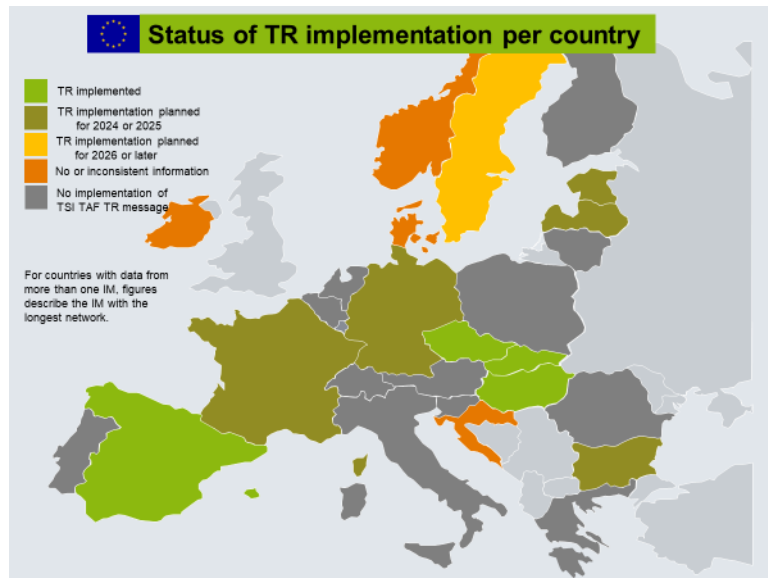 Status of TR implementation per country
TR implemented
TR implementation planned
for 2024 or 2025
TR implementation planned
for 2026 or later
No or inconsistent information
No implementation of
TSI TAF TR message
For countries with data from
more than one IM, figures
describe the IM with the
longest network.